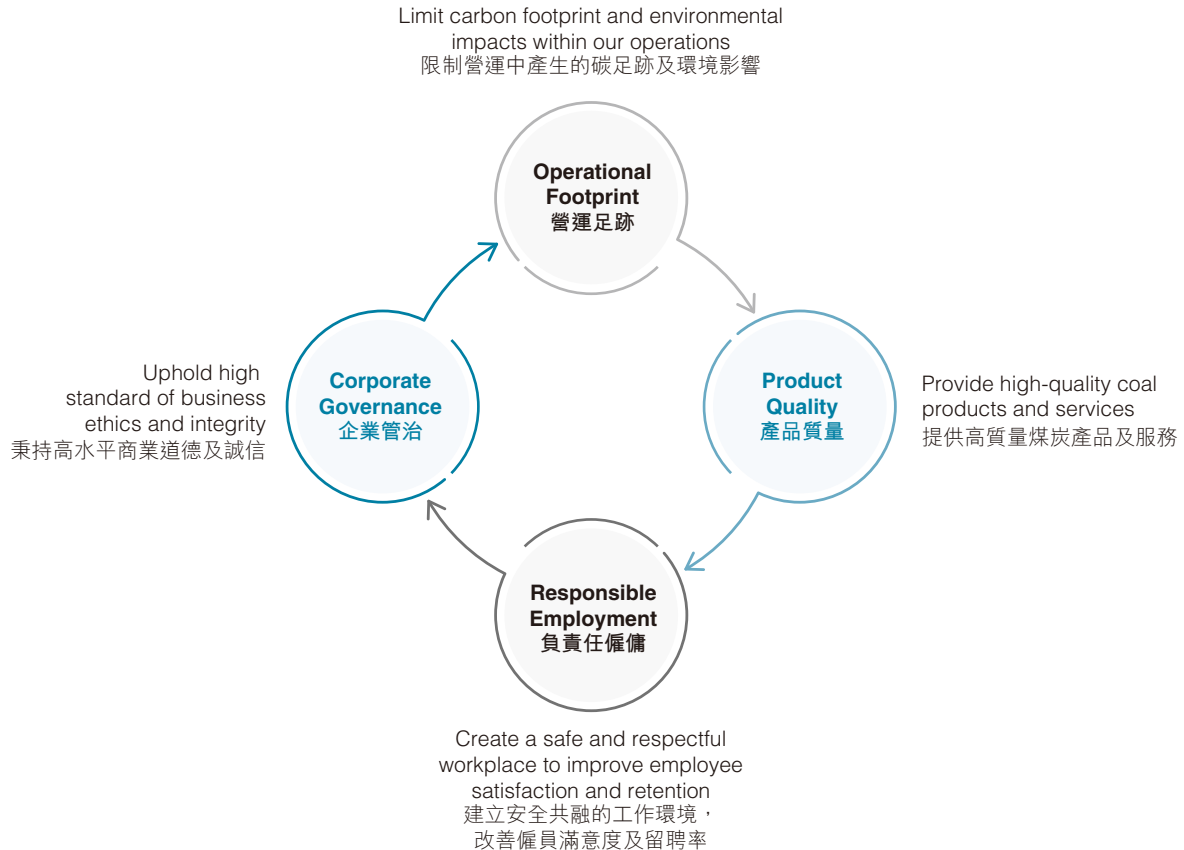 Limit carbon footprint and environmental
impacts within our operations
限制營運中產生的碳足跡及環境影響
Operational
Footprint
營運足跡
Uphold high
standard of business
ethics and integrity
秉持高水平商業道德及誠信
Corporate
Governance
企業管治
Product
Quality
產品質量
Provide high-quality coal
products and services
提供高質量煤炭產品及服務
Responsible
Employment
負責任僱傭
Create a safe and respectful
workplace to improve employee
satisfaction and retention
建立安全共融的工作環境，
改善僱員滿意度及留聘率